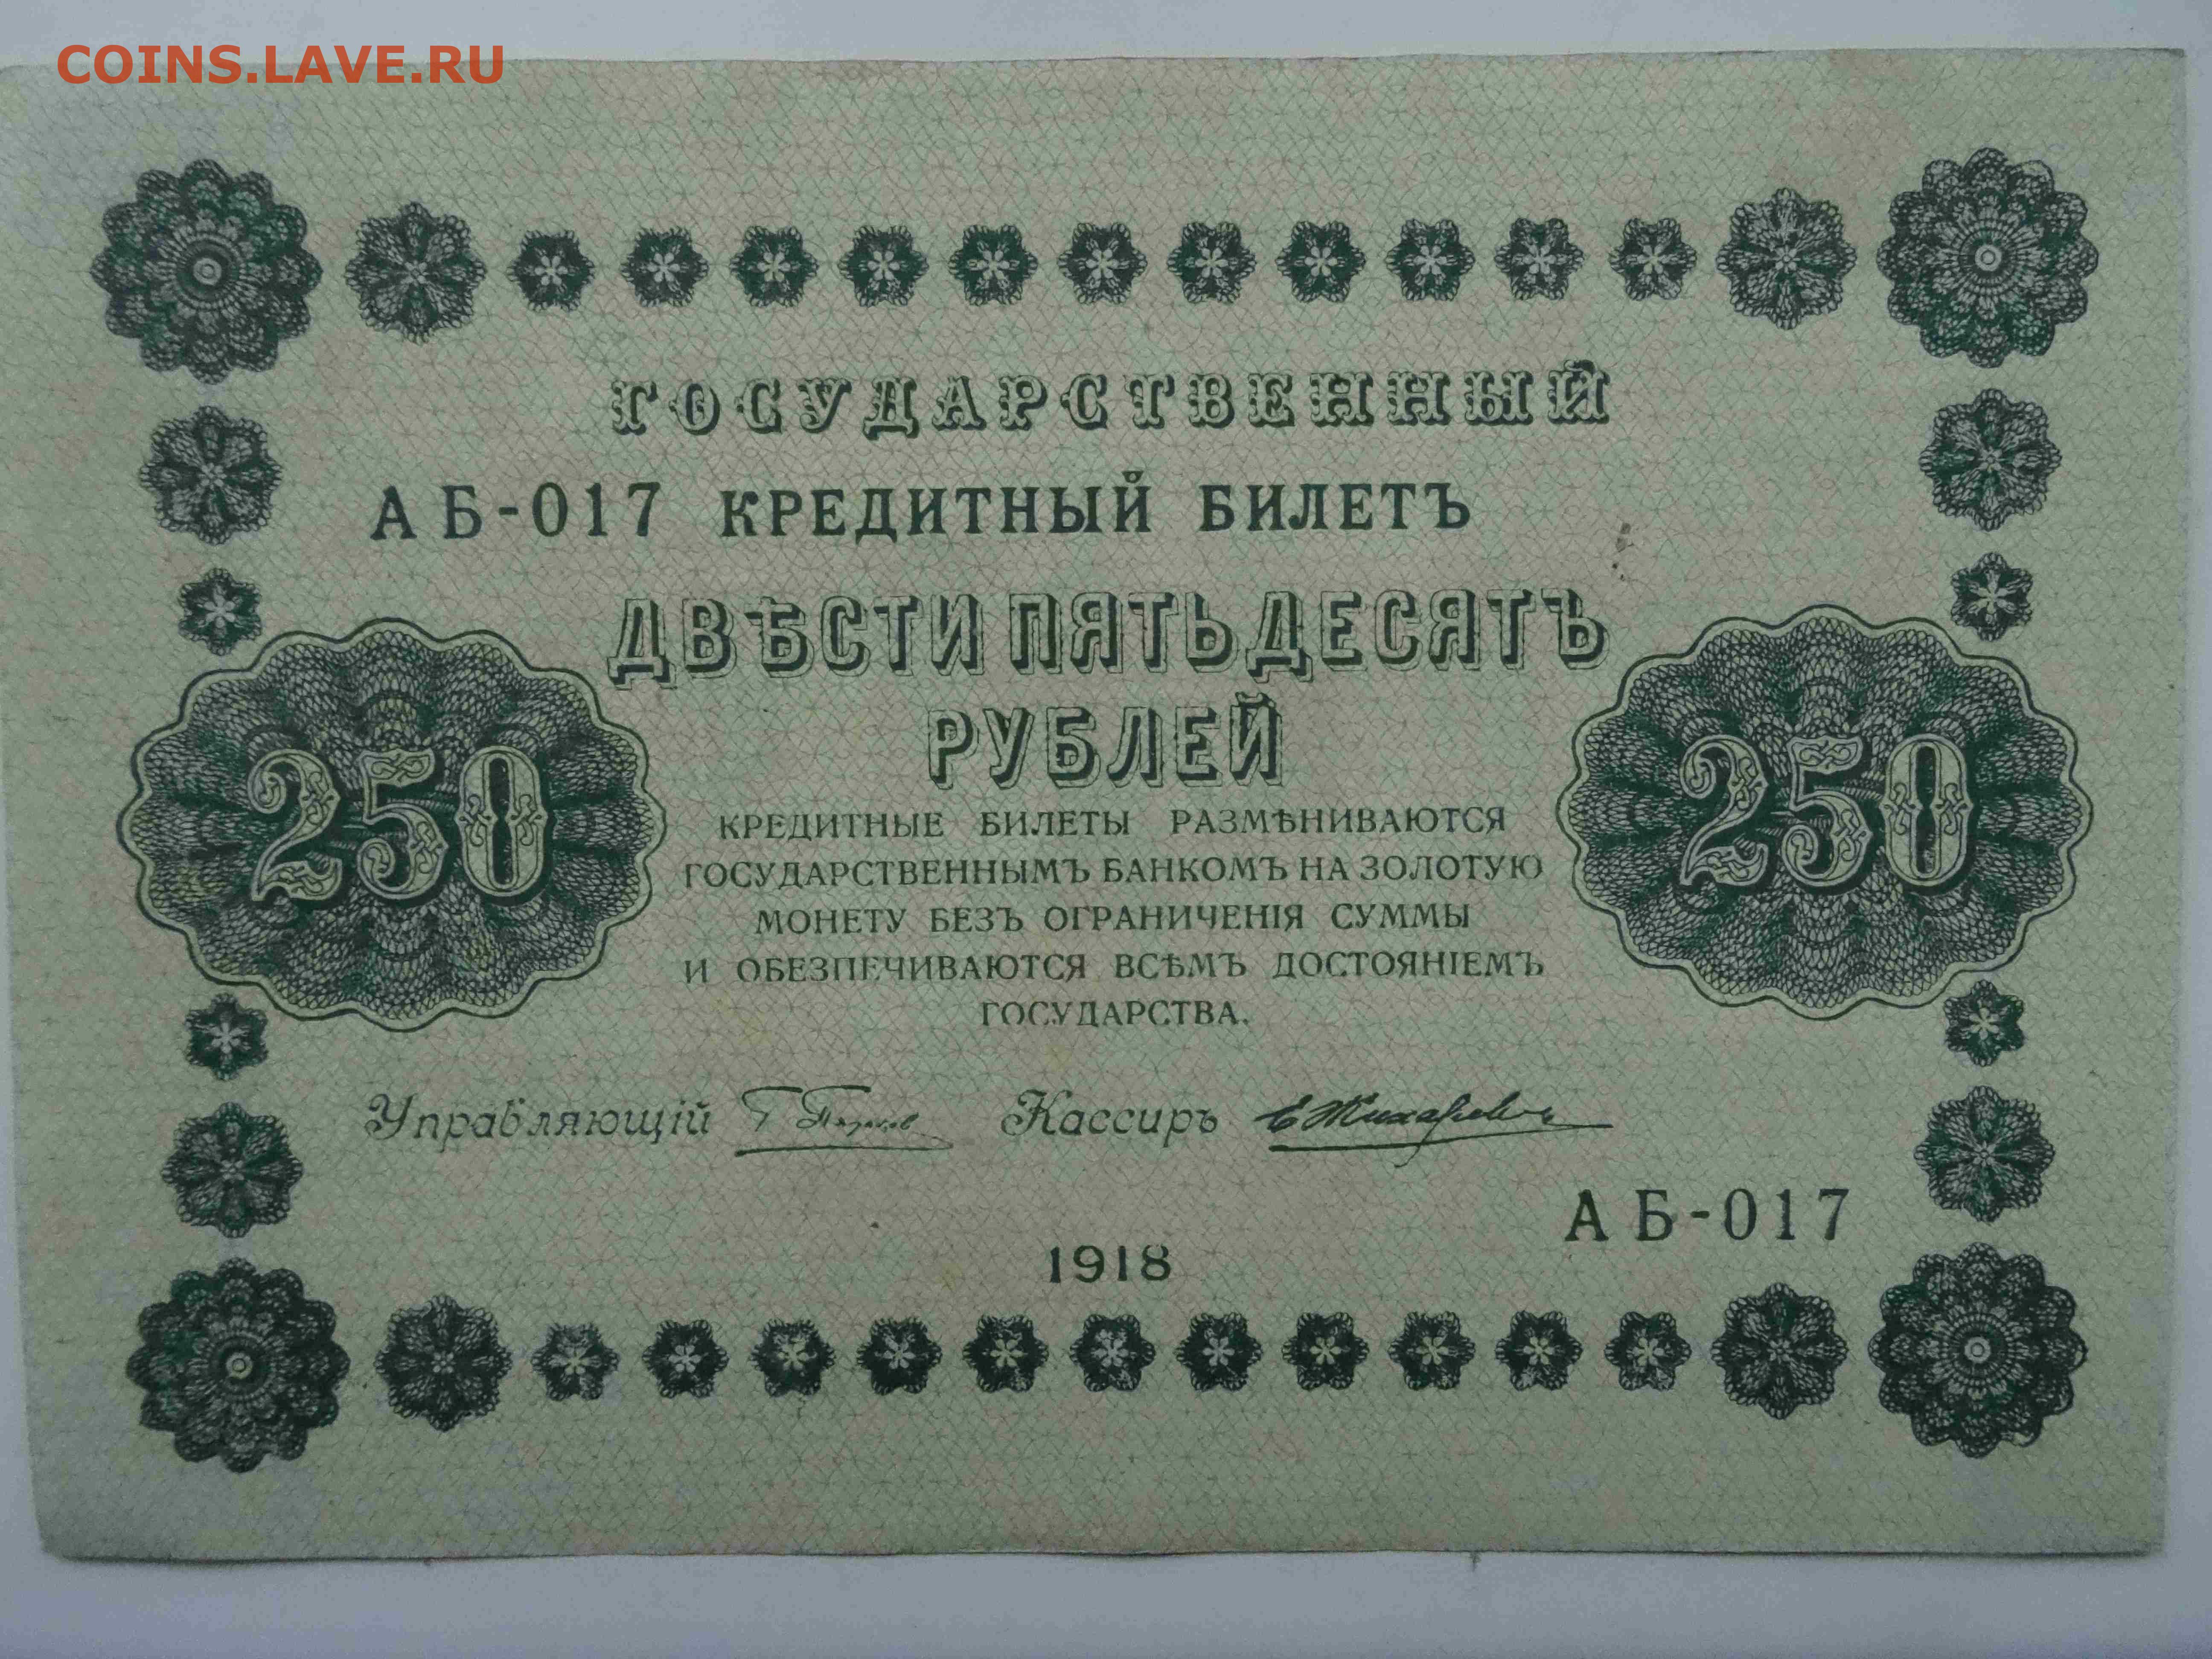 COINS.LAVE.RU
ГОСУДАРСТВЕННЫЙ
АБ-017 КРЕДИТНЫЙ БИЛЕТЪ
ДВѢСТИ ПЯТЬДЕСЯТЪ
РУБЛЕЙ
250
250
КРЕДИТНЫЕ БИЛЕТЫ РАЗМѢНИВАЮТСЯ
ГОСУДАРСТВЕННЫМЪ БАНКОМЪ НА ЗОЛОТУЮ
МОНЕТУ БЕЗЪ ОГРАНИЧЕНІЯ СУММЫ
И ОБЕЗПЕЧИВАЮТСЯ ВСѢМЪ ДОСТОЯНІЕМЪ
ГОСУДАРСТВА.
Управляющій Кассиръ
АБ-017
1918